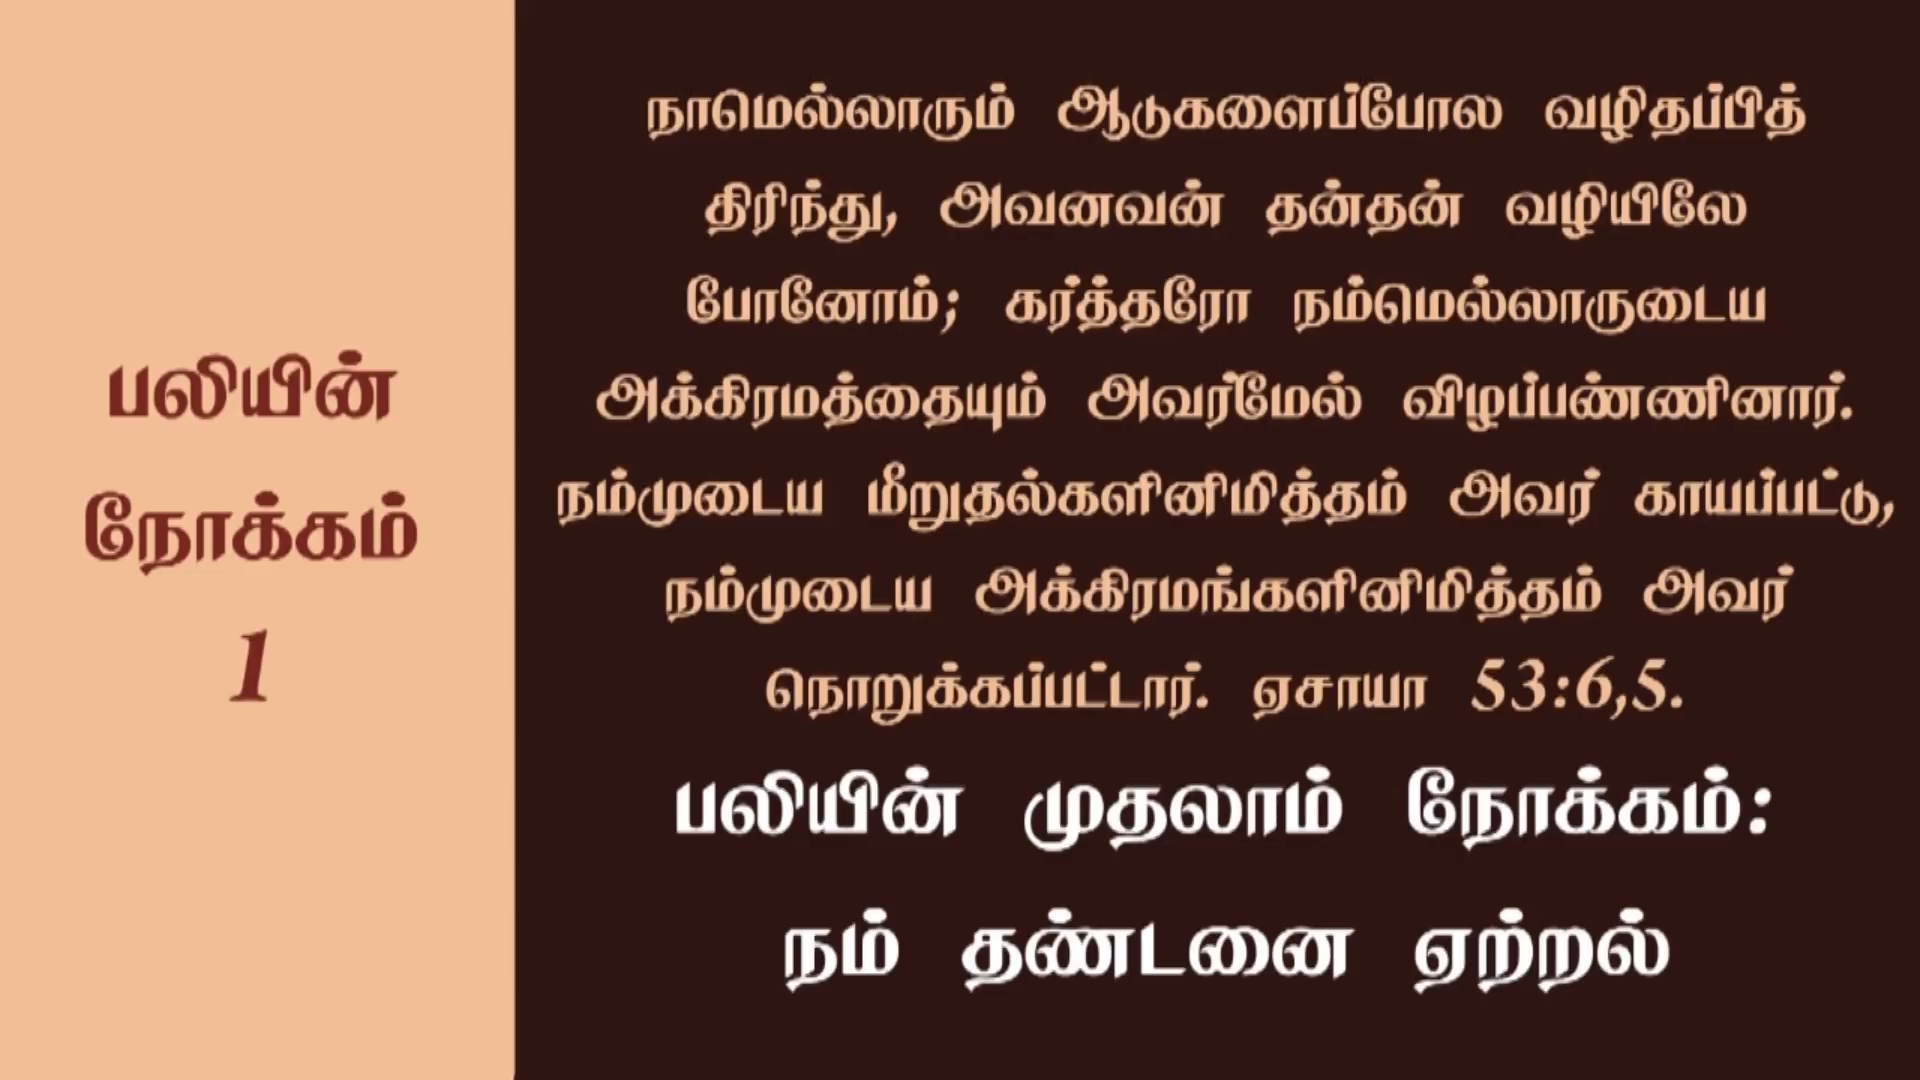 பலியின்
நோக்கம்
1
நாமெல்லாரும் ஆடுகளைப்போல வழிதப்பித்
திரிந்து, அவனவன் தன்தன் வழியிலே
போனோம்; கர்த்தரோ நம்மெல்லாருடைய
அக்கிரமத்தையும் அவர்மேல் விழப்பண்ணினார்.
நம்முடைய மீறுதல்களினிமித்தம் அவர் காயப்பட்டு,
நம்முடைய அக்கிரமங்களினிமித்தம் அவர்
நொறுக்கப்பட்டார். ஏசாயா 53:6,5.
பலியின் முதலாம் நோக்கம்:
நம் தண்டனை ஏற்றல்